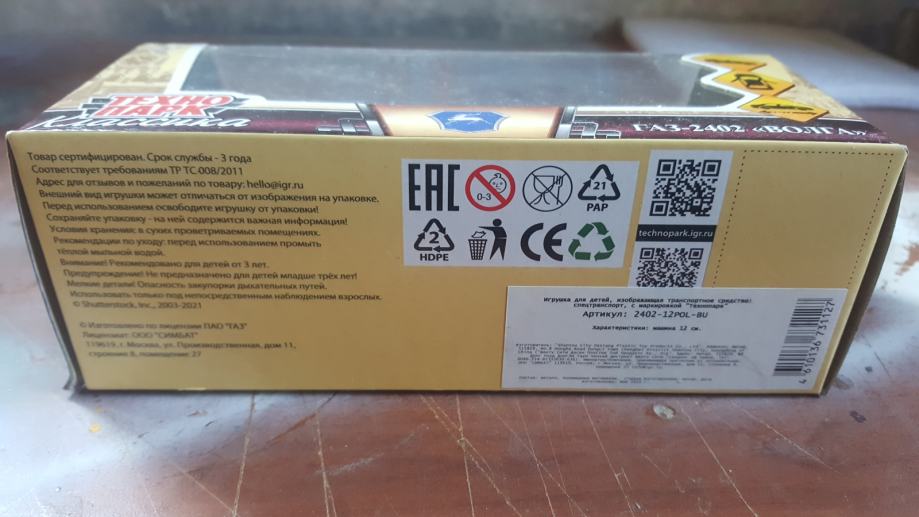 ТЕХНО
ПАРК
ГАЗ-2402 «ВОЛГА»
Товар сертифицирован. Срок службы - 3 года
Соответствует требованиям ТР ТС 008/2011
Адрес для отзывов и пожеланий по товару: hello@igr.ru
Внешний вид игрушки может отличаться от изображения на упаковке.
Перед использованием освободите игрушку от упаковки!
Сохраняйте упаковку - на ней содержится важная информация!
Условия хранения: в сухих проветриваемых помещениях.
Рекомендации по уходу: перед использованием промыть
тёплой мыльной водой.
Внимание! Рекомендовано для детей от 3 лет.
Предупреждение! Не предназначено для детей младше трёх лет!
Мелкие детали! Опасность закупорки дыхательных путей.
Использовать только под непосредственным наблюдением взрослых.
© Shutterstock, Inc., 2003-2021
© Изготовлено по лицензии ПАО "ГАЗ"
Лицензиат: ООО "СИМБАТ"
119619, г. Москва, ул. Производственная, дом 11,
строение 8, помещение 27
EAC
0-3
21
PAP
2
HDPE
CE
technopark.igr.ru
Игрушка для детей, изображающая транспортное средство:
спецтранспорт, с маркировкой "технопарк"
Артикул: 2402-12POL-BU
Характеристики: машина 12 см.
4 610136 731127